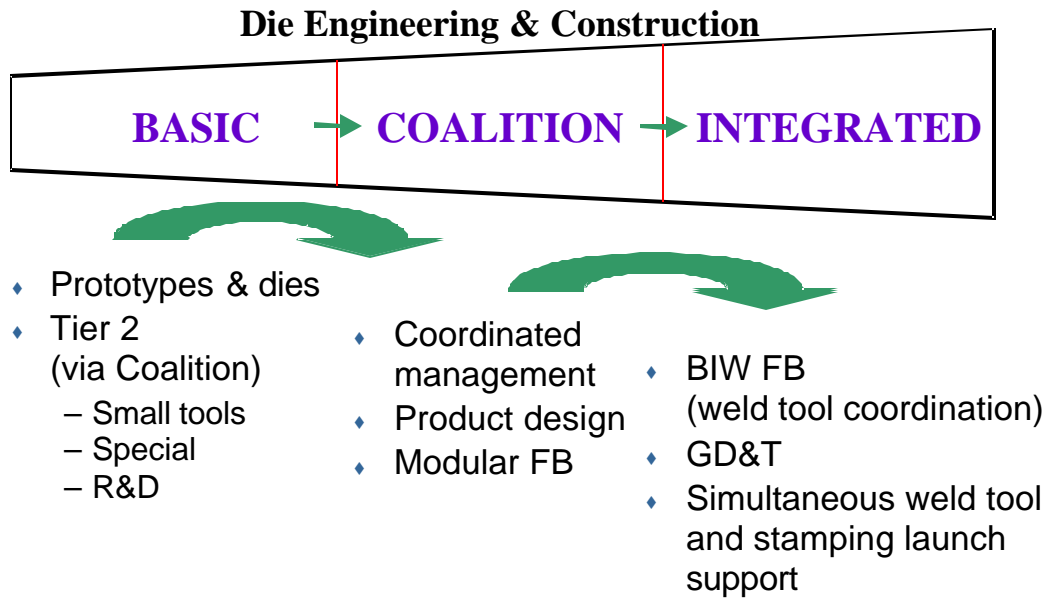 Die Engineering & Construction
BASIC
COALITION
INTEGRATED
Prototypes & dies
Tier 2
(via Coalition)
– Small tools
– Special
– R&D
Coordinated
management
Product design
Modular FB
BIW FB
(weld tool coordination)
GD&T
Simultaneous weld tool
and stamping launch
support